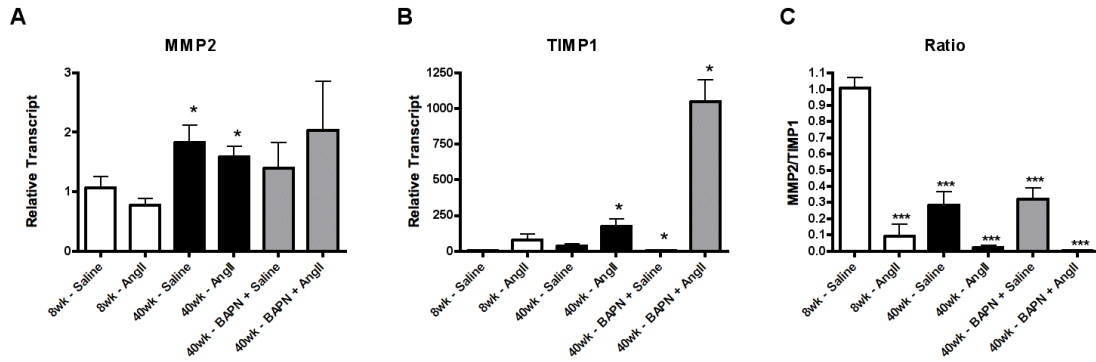 A
MMP2
Relative Transcript
3
2
1
0
*
*
8wk - Saline
8wk - AngII
40wk - Saline
40wk - AngII
40wk - BAPN + Saline
40wk - BAPN + AngII
B
TIMP1
Relative Transcript
1250
1000
750
500
250
0
*
*
*
8wk - Saline
8wk - AngII
40wk - Saline
40wk - AngII
40wk - BAPN + Saline
40wk - BAPN + AngII
C
Ratio
MMP2/TIMP1
1.1
1.0
0.9
0.8
0.7
0.6
0.5
0.4
0.3
0.2
0.1
0.0
***
***
***
***
***
8wk - Saline
8wk - AngII
40wk - Saline
40wk - AngII
40wk - BAPN + Saline
40wk - BAPN + AngII